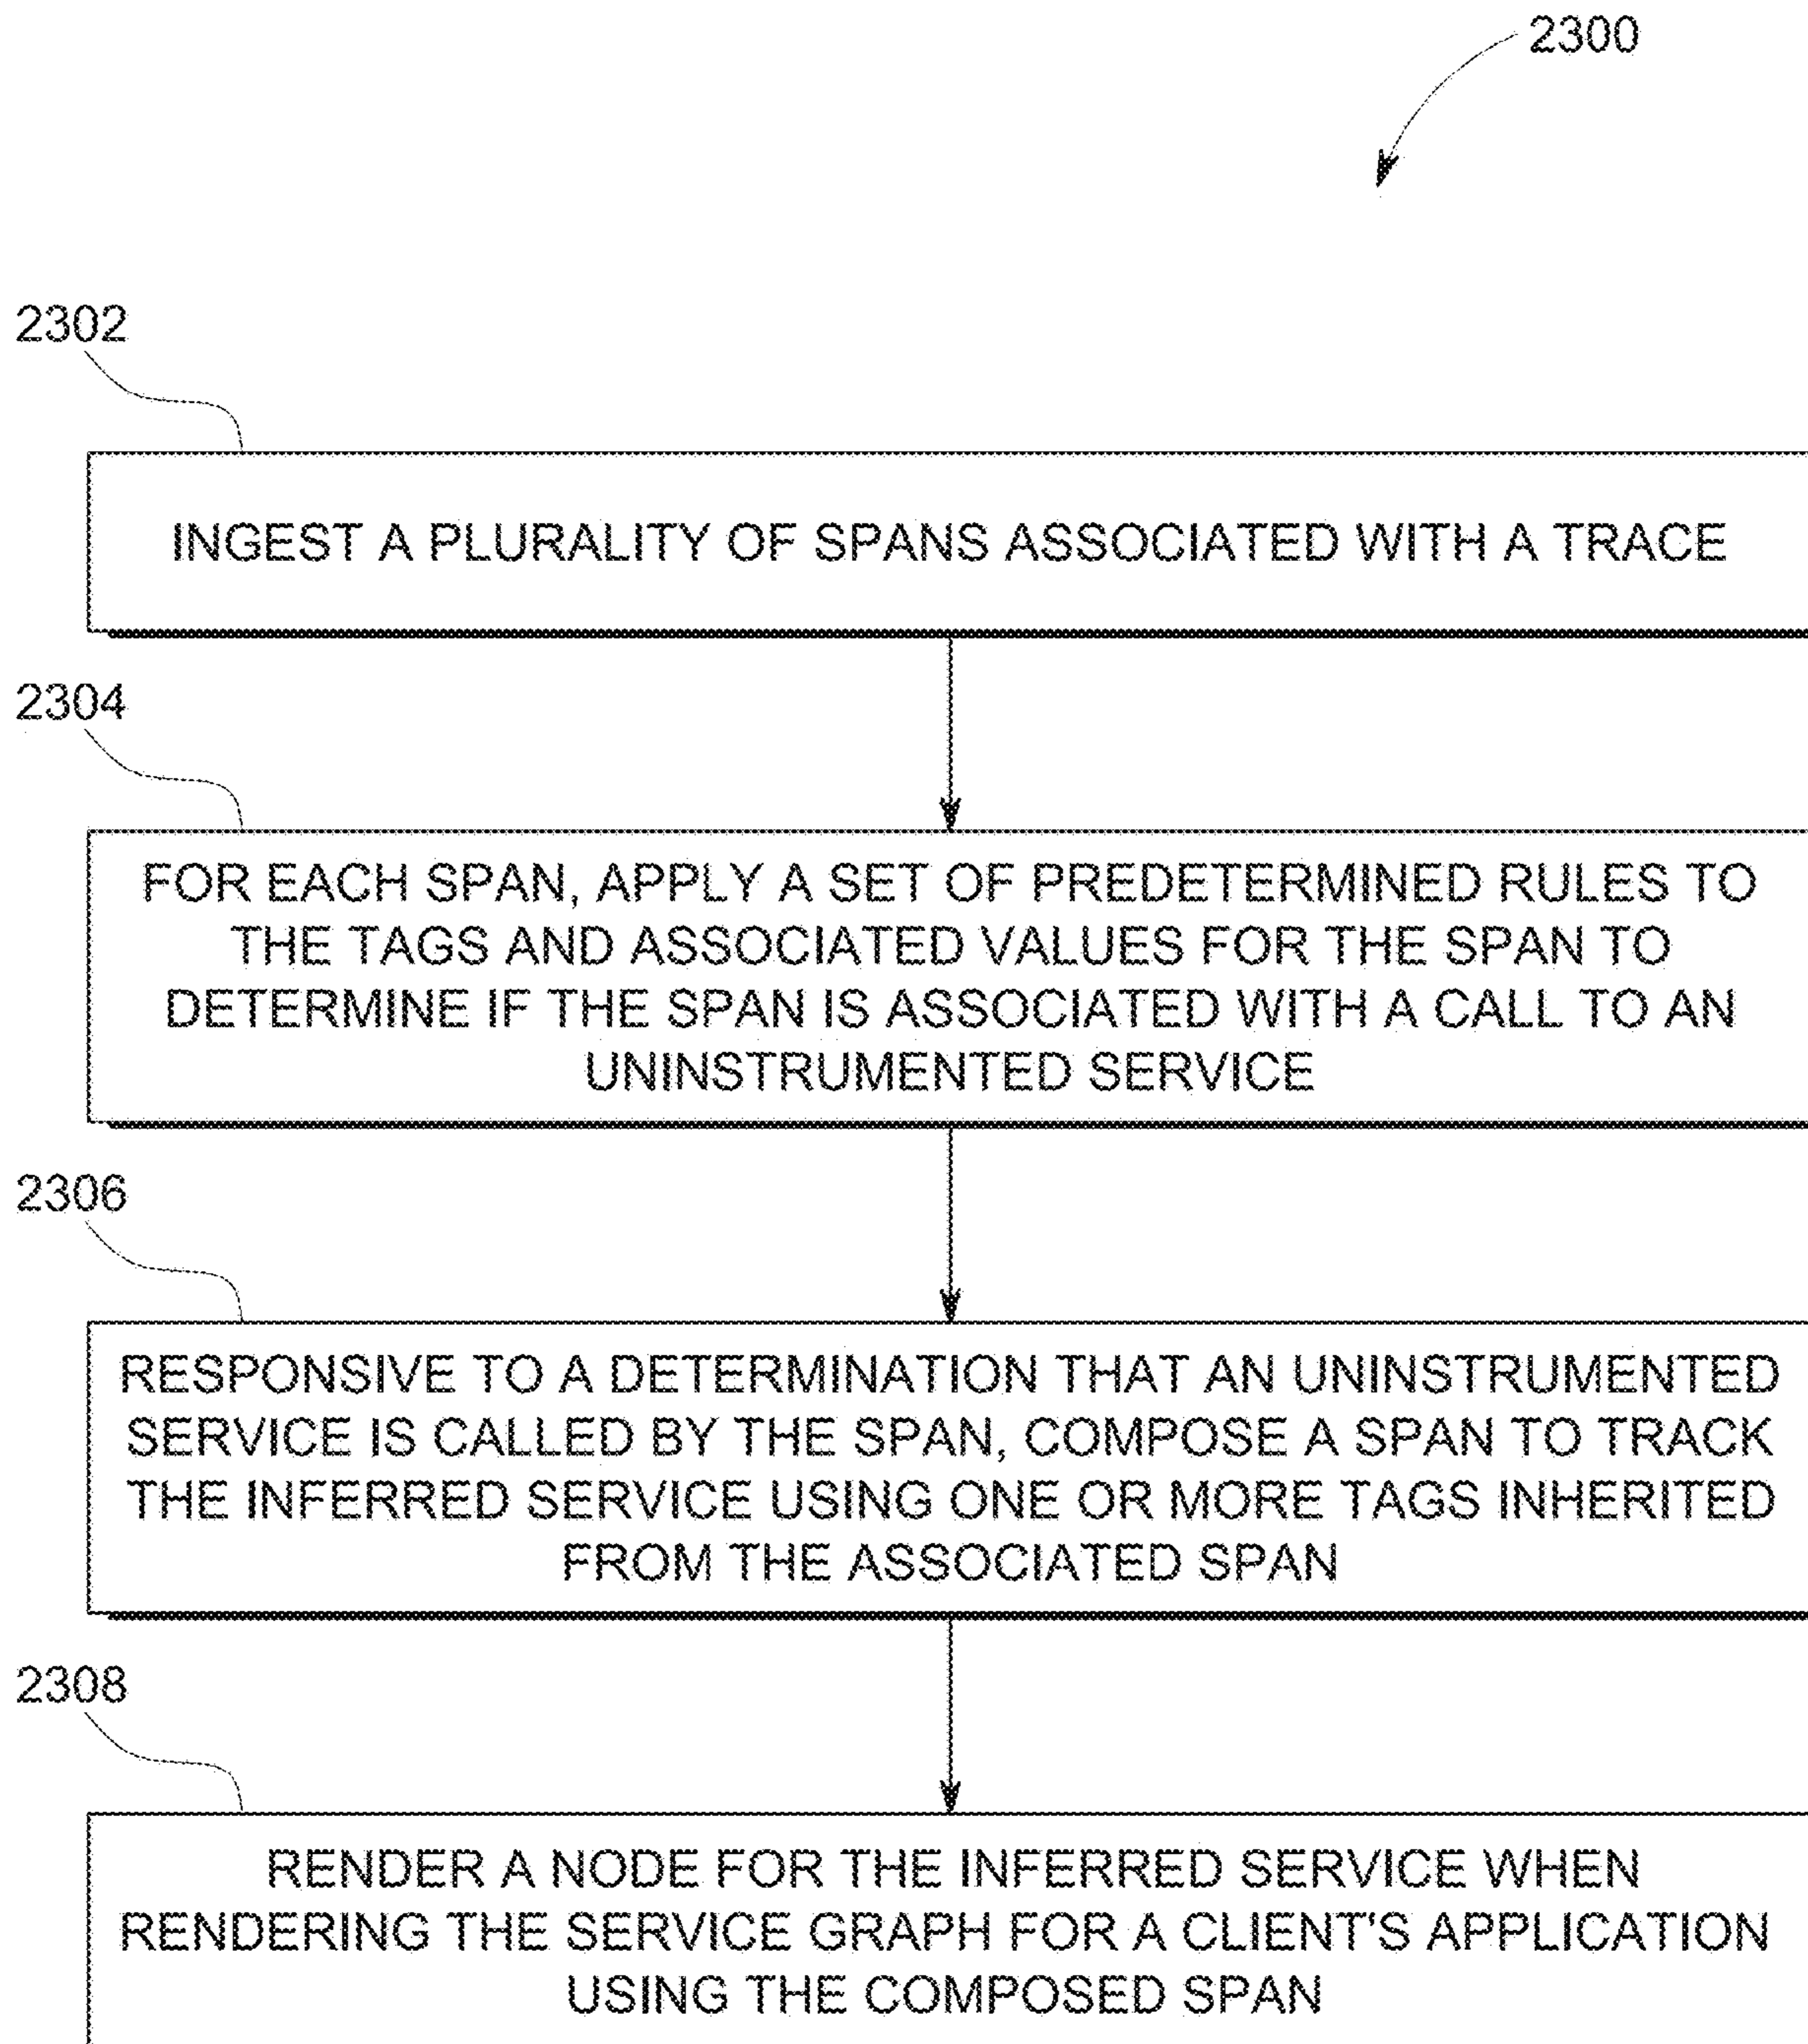 2300
2302
INGEST A PLURALITY OF SPANS ASSOCIATED WITH A TRACE
2304
FOR EACH SPAN, APPLY A SET OF PREDETERMINED RULES TO
THE TAGS AND ASSOCIATED VALUES FOR THE SPAN TO
DETERMINE IF THE SPAN IS ASSOCIATED WITH A CALL TO AN
UNINSTRUMENTED SERVICE
2306
RESPONSIVE TO A DETERMINATION THAT AN UNINSTRUMENTED
SERVICE IS CALLED BY THE SPAN, COMPOSE A SPAN TO TRACK
THE INFERRED SERVICE USING ONE OR MORE TAGS INHERITED
FROM THE ASSOCIATED SPAN
2308
RENDER A NODE FOR THE INFERRED SERVICE WHEN
RENDERING THE SERVICE GRAPH FOR A CLIENT'S APPLICATION
USING THE COMPOSED SPAN